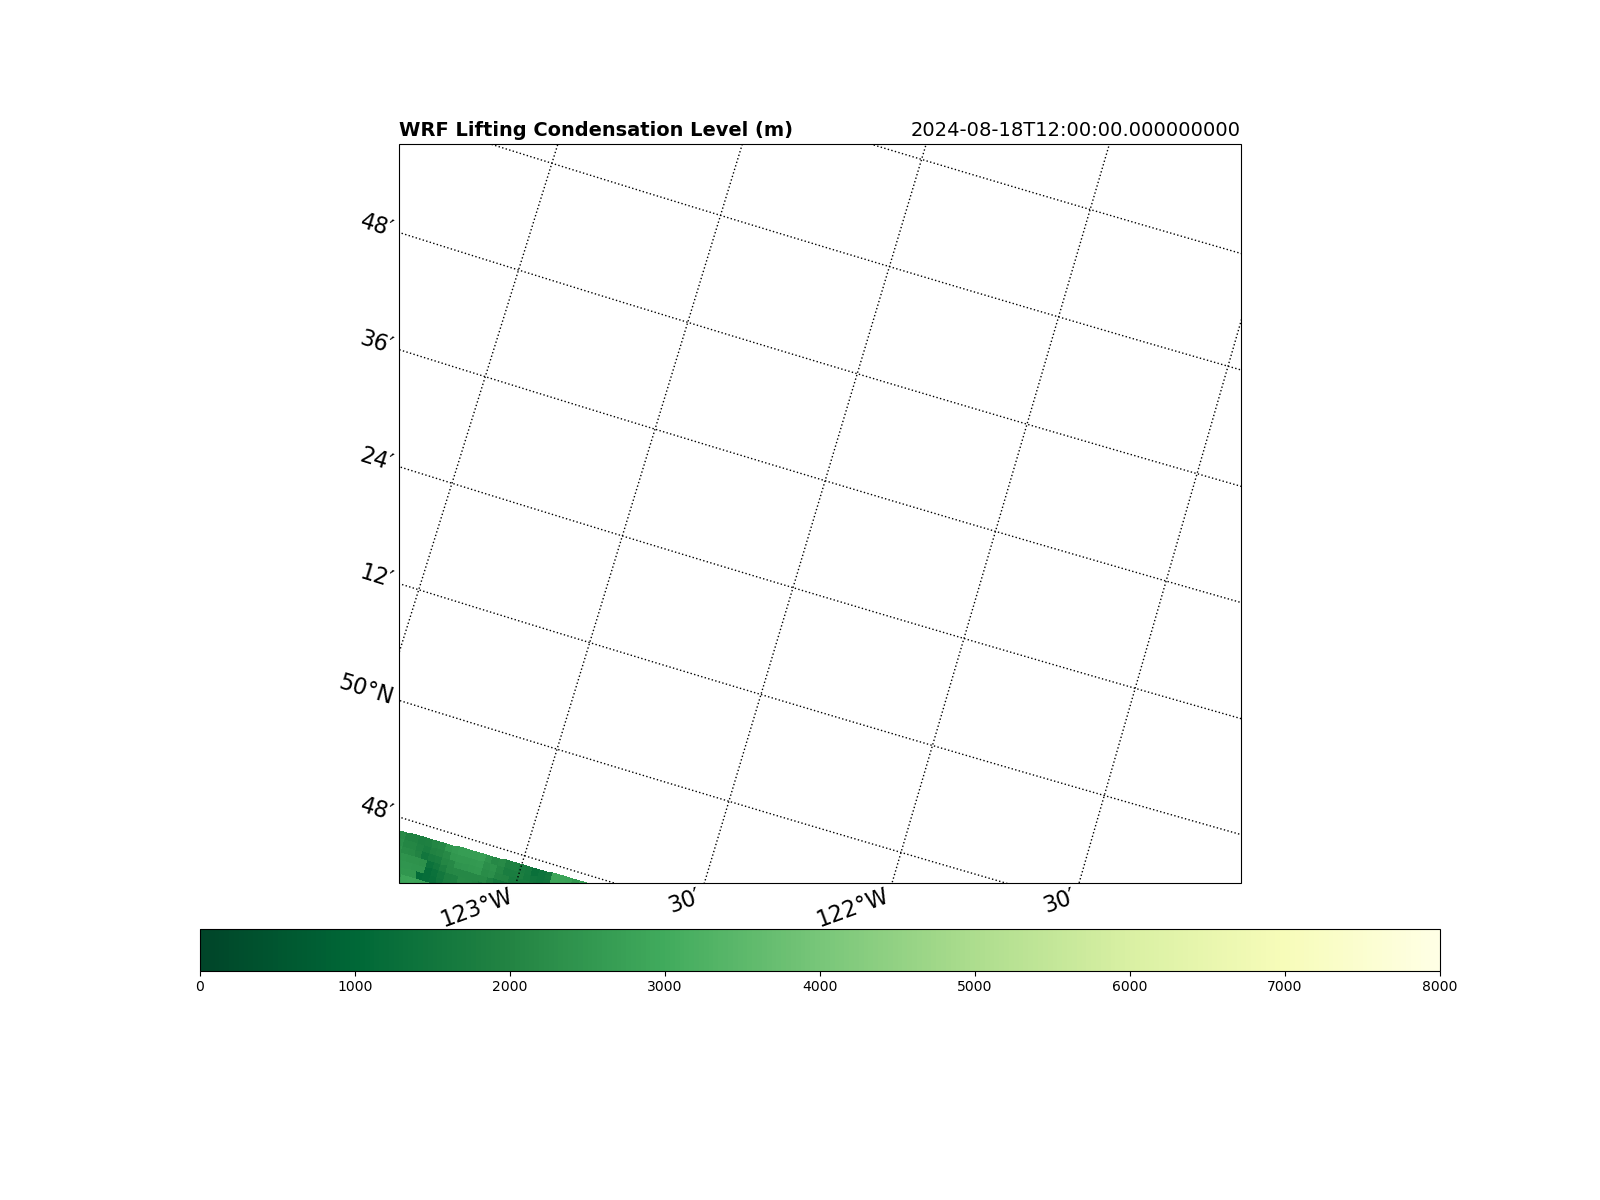 WRF Lifting Condensation Level (m) 2024-08-18T12:00:00.000000000
48′
36′
24′
12′
50°N
48′
123°W 30′ 122°W 30′
0 1000 2000 3000 4000 5000 6000 7000 8000